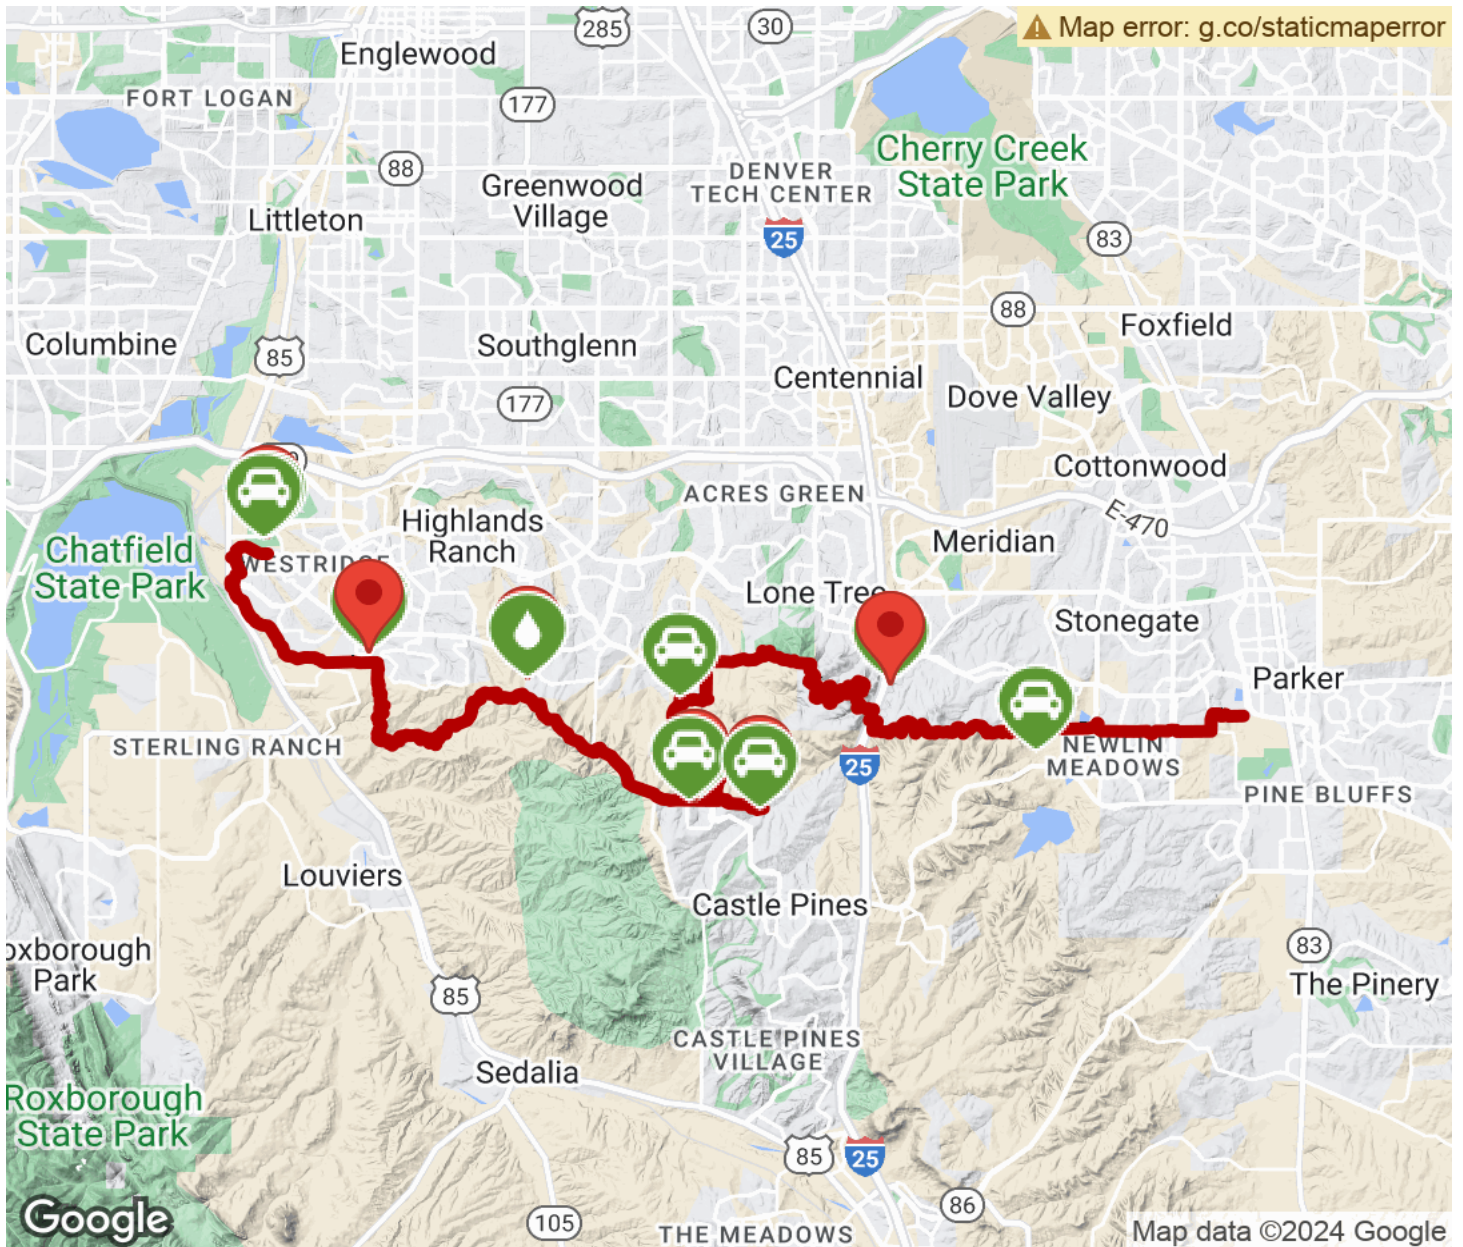 285
30
Map error: g.co/staticmaperror
Englewood
FORT LOGAN
177
88
Cherry Creek
State Park
DENVER
TECH CENTER
Greenwood
Village
Littleton
25
83
88
Foxfield
Columbine
85
Southglenn
Centennial
Dove Valley
177
Cottonwood
ACRES GREEN
E-470
Highlands
Ranch
Meridian
Chatfield
State Park
WESTRIDGE
Lone Tree
Stonegate
Parker
STERLING RANCH
25
NEWLIN
MEADOWS
PINE BLUFFS
Louviers
Castle Pines
83
oxborough
Park
The Pinery
85
CASTLE PINES
VILLAGE
Sedalia
Roxborough
State Park
85
25
86
Google
105
THE MEADOWS
Map data ©2024 Google